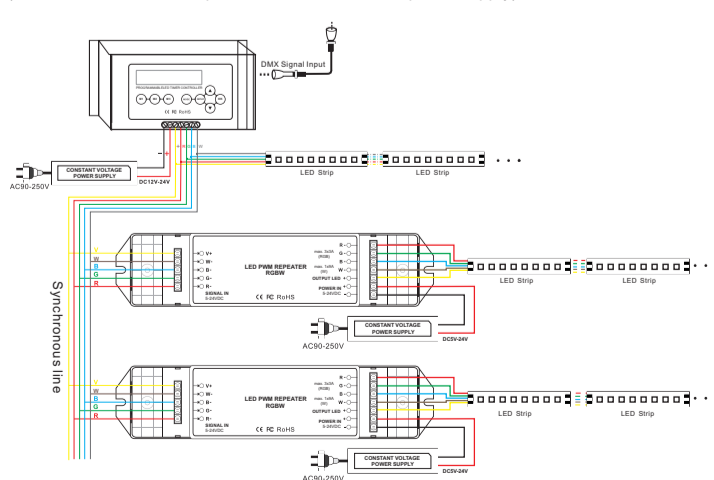 DMX Signal Input
PROGRAMMABLE LED TIMER CONTROLLER
CE FC RoHS
− + + R G B W
CONSTANT VOLTAGE
POWER SUPPLY
AC90-250V
DC12V-24V
LED Strip
LED Strip
Synchronous line
V
W
B
G
R
V+
W-
B-
G-
R-
SIGNAL IN
5-24VDC
LED PWM REPEATER
RGBW
CE FC RoHS
R -
G -
B -
W -
max. 3x5A
(RGB)
max. 1x8A
(W)
OUTPUT LED +
POWER IN +
5-24VDC -
LED Strip
LED Strip
CONSTANT VOLTAGE
POWER SUPPLY
AC90-250V
DC5V-24V
V
W
B
G
R
V+
W-
B-
G-
R-
SIGNAL IN
5-24VDC
LED PWM REPEATER
RGBW
CE FC RoHS
R -
G -
B -
W -
max. 3x5A
(RGB)
max. 1x8A
(W)
OUTPUT LED +
POWER IN +
5-24VDC -
LED Strip
LED Strip
CONSTANT VOLTAGE
POWER SUPPLY
AC90-250V
DC5V-24V